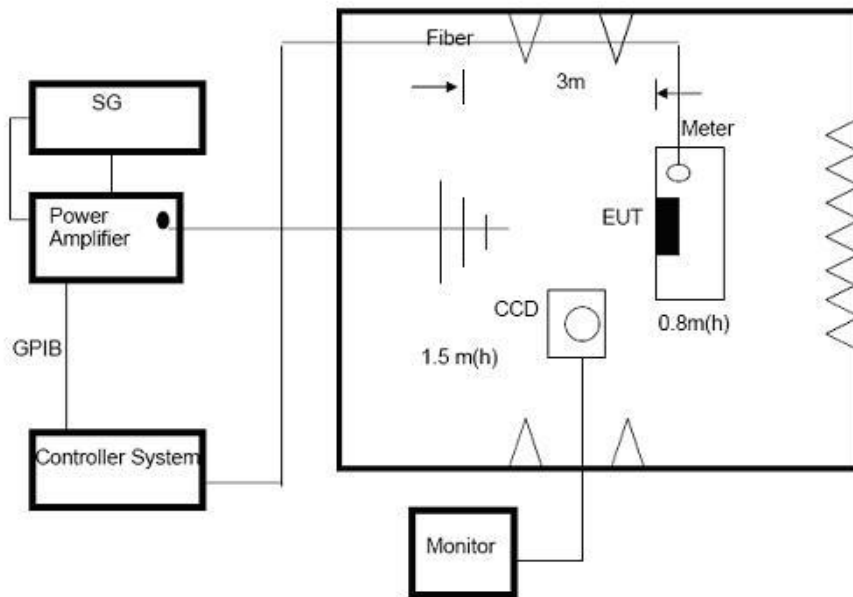 Fiber
3m
SG
Meter
Power
Amplifier
EUT
CCD
0.8m(h)
GPIB
1.5 m(h)
Controller System
Monitor